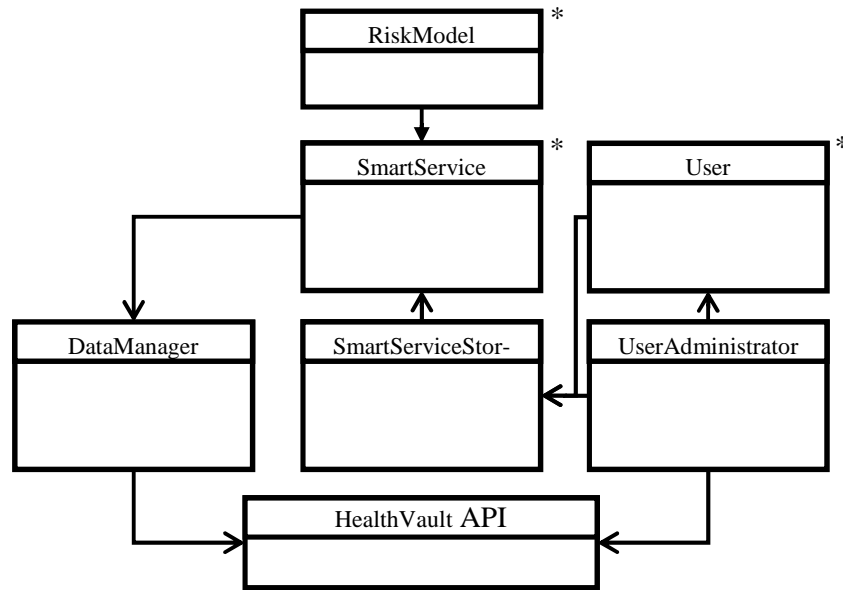 RiskModel *
SmartService * User *
DataManager SmartServiceStor- UserAdministrator
HealthVault API